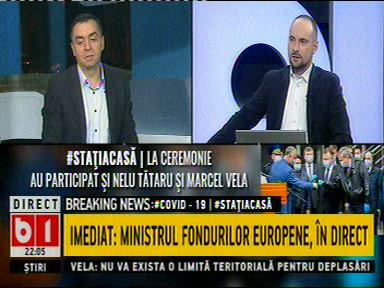 #STAȚIACASĂ | LA CEREMONIE
AU PARTICIPAT ȘI NELU TĂTARU ȘI MARCEL VELA
DIRECT
BREAKING NEWS: #COVID - 19 | #STAȚIACASĂ
b1
22:05
IMEDIAT: MINISTRUL FONDURILOR EUROPENE, ÎN DIRECT
ȘTIRI
VELA: NU VA EXISTA O LIMITĂ TERITORIALĂ PENTRU DEPLASĂRI